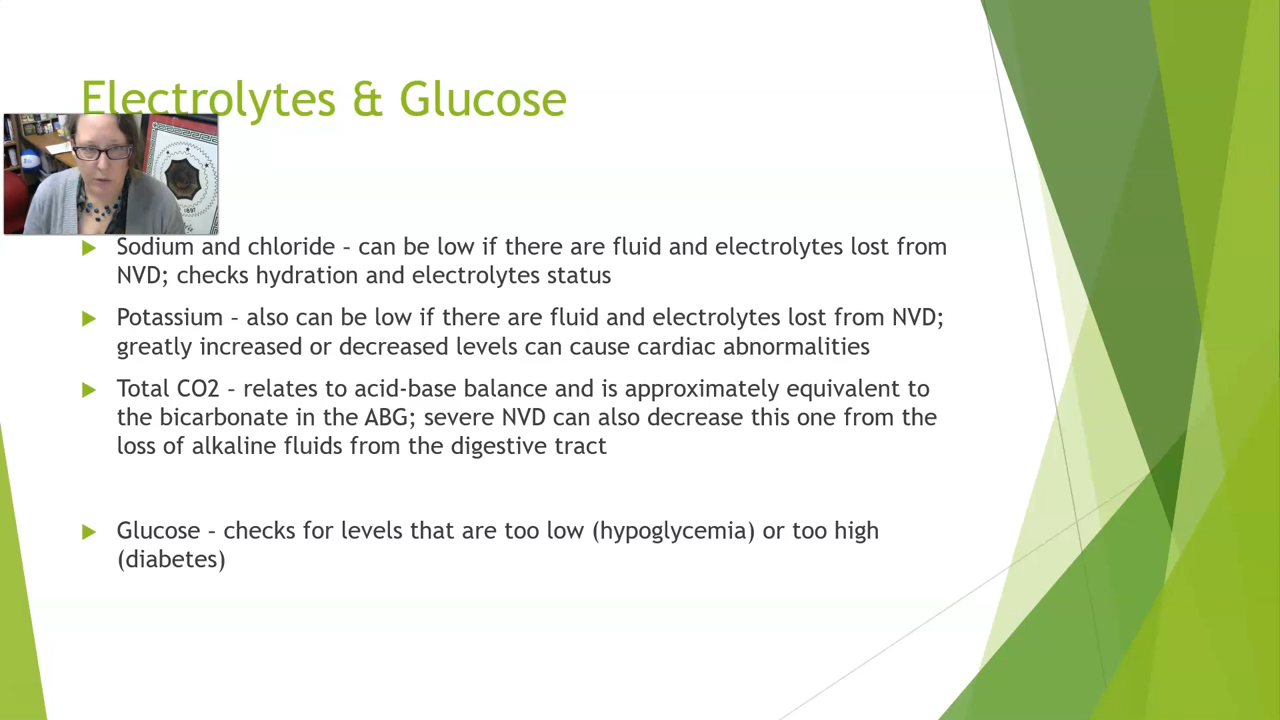 Electrolytes & Glucose
1897
Sodium and chloride – can be low if there are fluid and electrolytes lost from
NVD; checks hydration and electrolytes status
Potassium – also can be low if there are fluid and electrolytes lost from NVD;
greatly increased or decreased levels can cause cardiac abnormalities
Total CO2 – relates to acid-base balance and is approximately equivalent to
the bicarbonate in the ABG; severe NVD can also decrease this one from the
loss of alkaline fluids from the digestive tract
Glucose – checks for levels that are too low (hypoglycemia) or too high
(diabetes)